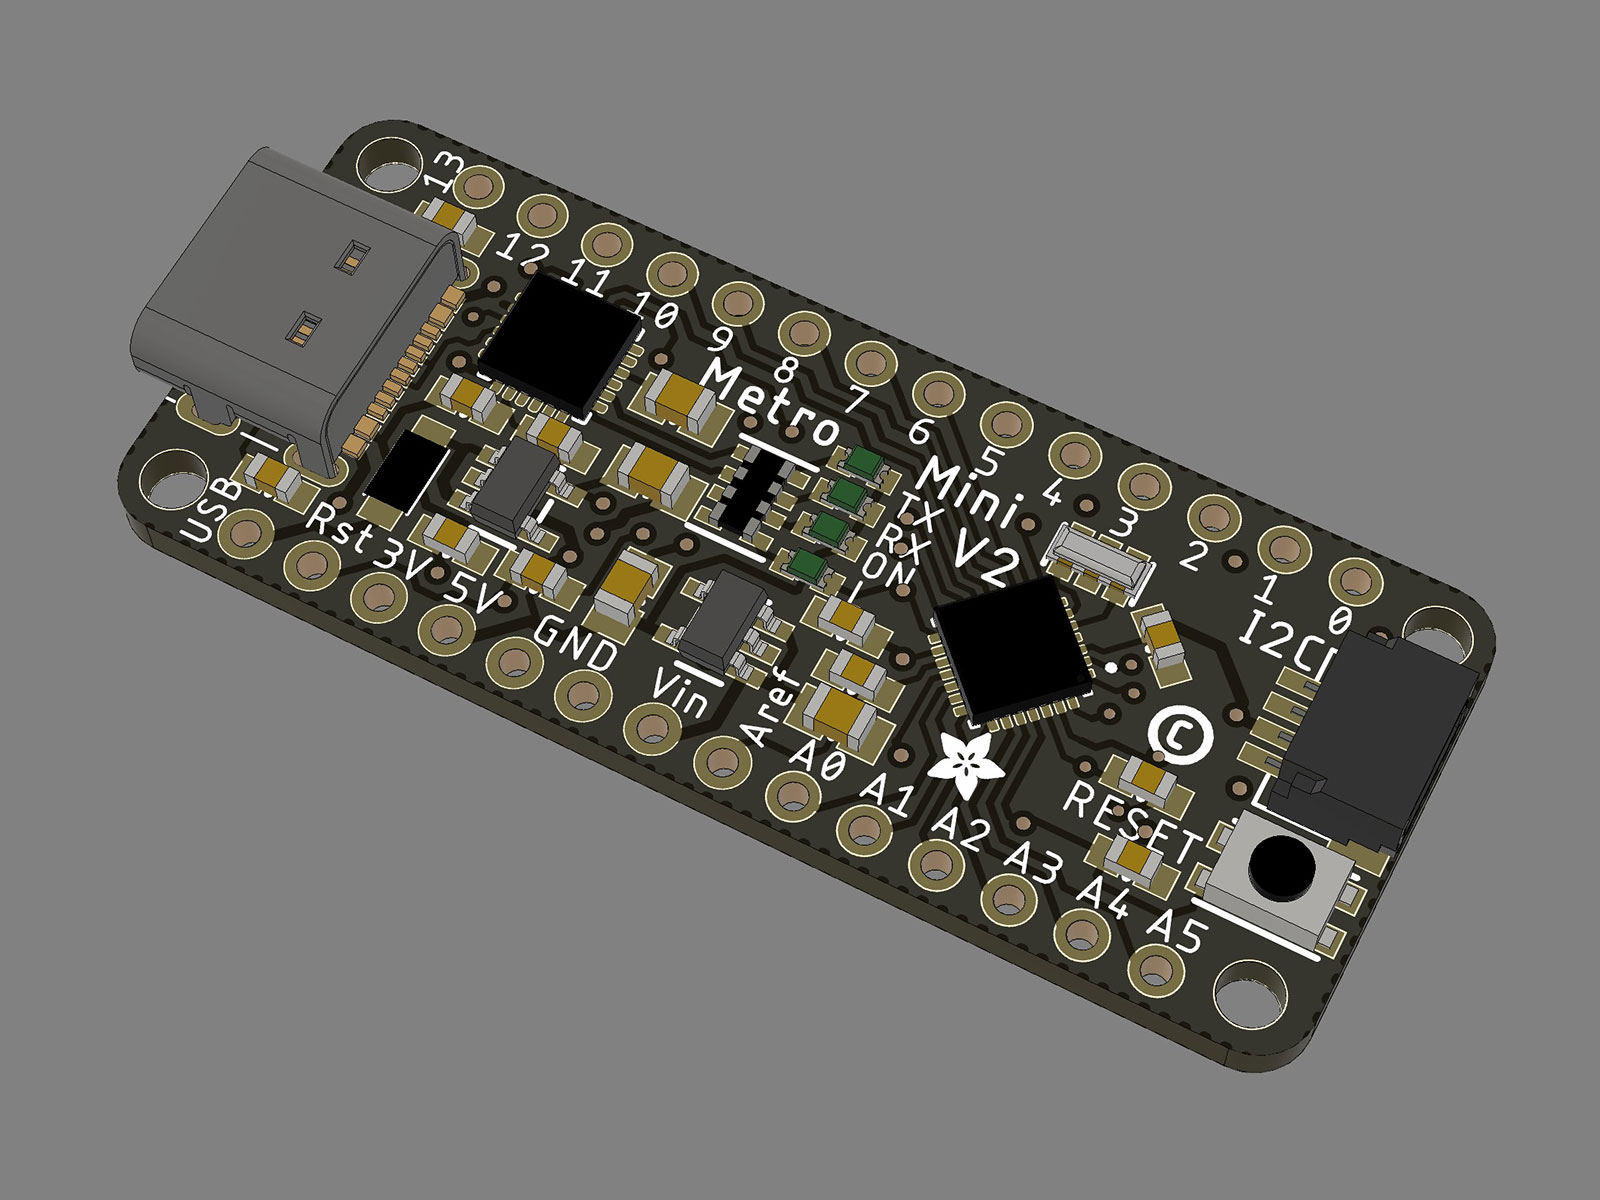 13
12
11
10
9
8
7
6
5
4
3
2
1
0
Metro
Mini
V2
TX
RX
ON
I2C
USB
Rst
3V
5V
GND
Vin
Aref
A0
A1
A2
A3
A4
A5
©
RESET